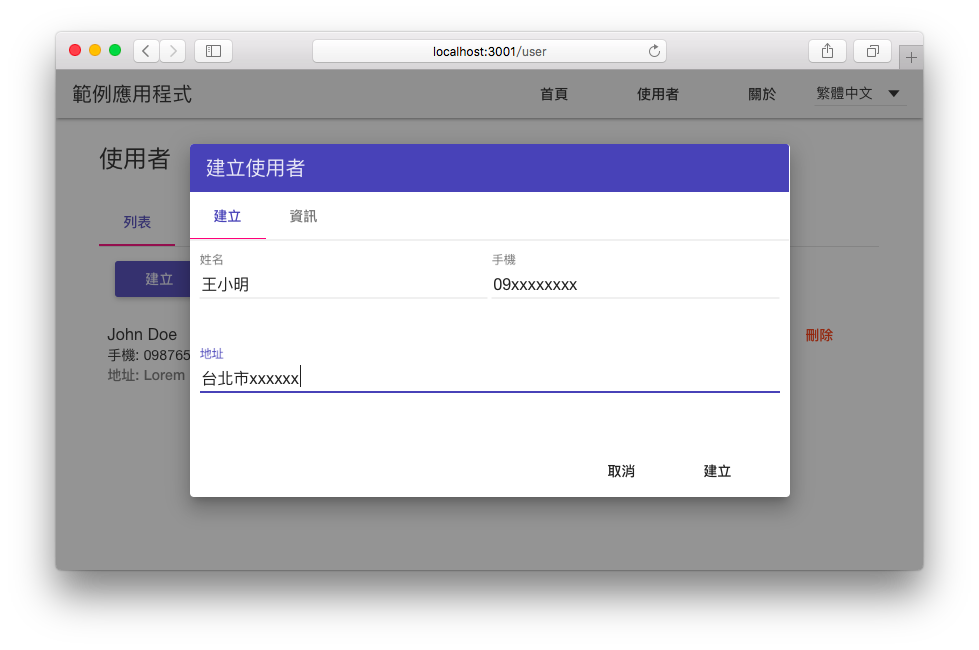 localhost:3001/user
範例應用程式
首頁 使用者 關於 繁體中文
使用者
建立使用者
列表
建立 資訊
姓名 手機
王小明 09xxxxxxxx
建立
John Doe
刪除
手機: 098765
地址: Lorem
地址
台北市xxxxxx
取消 建立